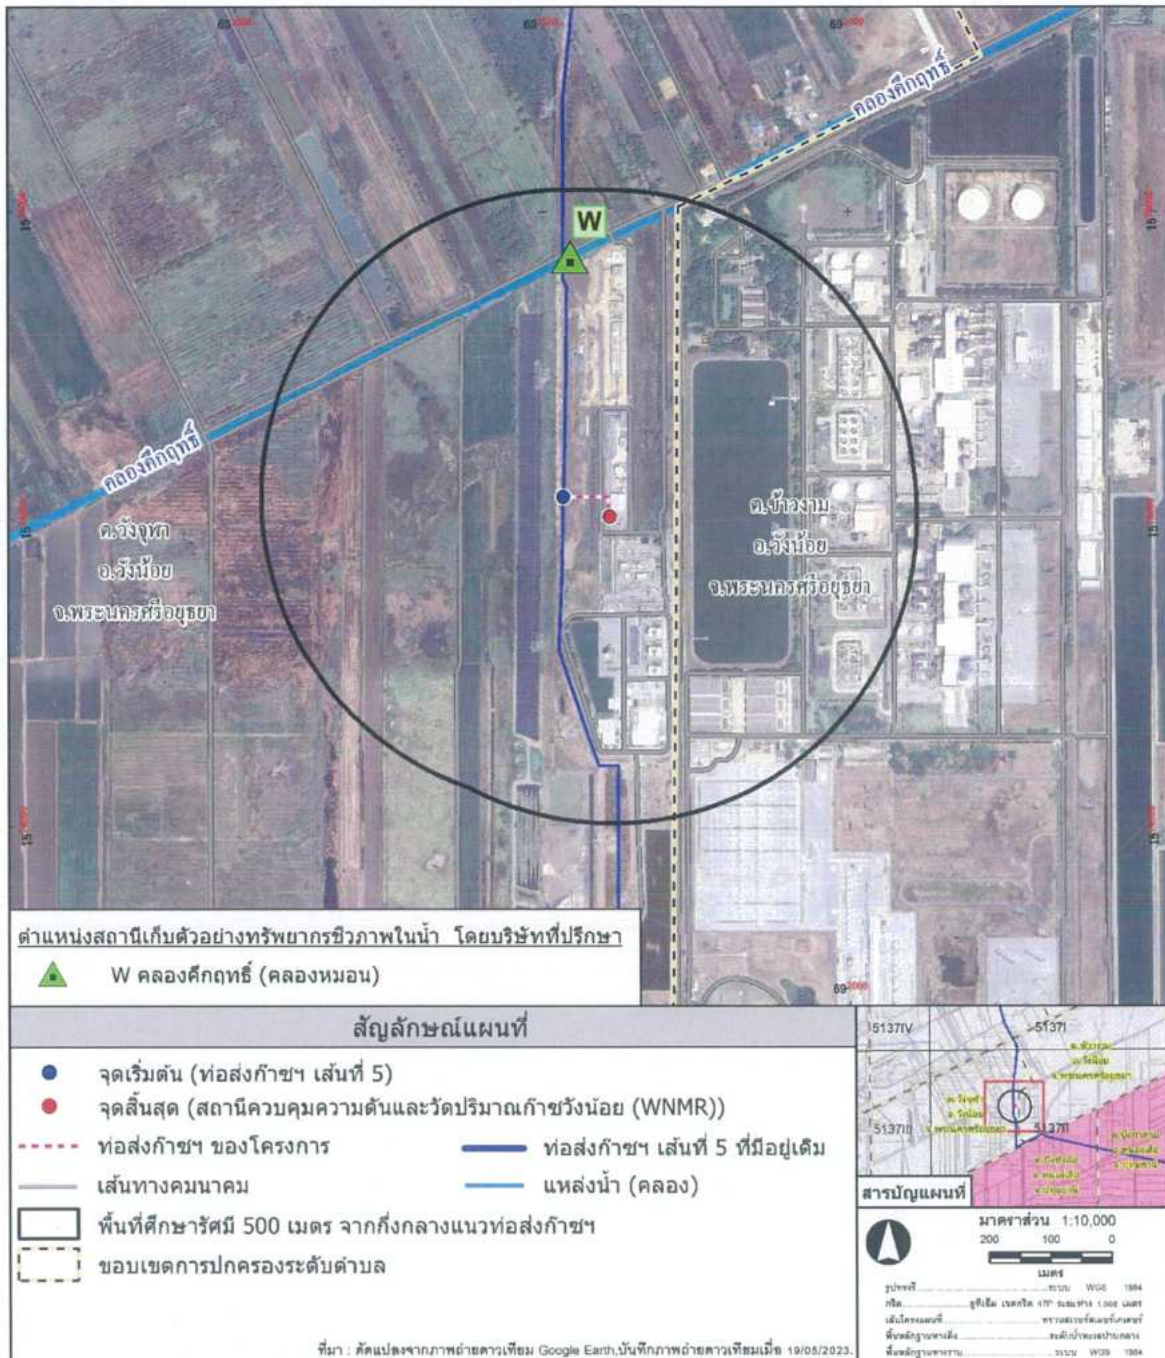 คลองคึกฤทธิ์
W
คลองคึกฤทธิ์
ต.วังจุฬา
อ.วังน้อย
จ.พระนครศรีอยุธยา
ต.ข้าวงาม
อ.วังน้อย
จ.พระนครศรีอยุธยา
ตำแหน่งสถานีเก็บตัวอย่างทรัพยากรชีวภาพในน้ำ โดยบริษัทที่ปรึกษา
W คลองคึกฤทธิ์ (คลองหมอน)
สัญลักษณ์แผนที่
จุดเริ่มต้น (ท่อส่งก๊าซฯ เส้นที่ 5)
จุดสิ้นสุด (สถานีควบคุมความดันและวัดปริมาณก๊าซวังน้อย (WNMR))
ท่อส่งก๊าซฯ ของโครงการ
ท่อส่งก๊าซฯ เส้นที่ 5 ที่มีอยู่เดิม
เส้นทางคมนาคม
แหล่งน้ำ (คลอง)
พื้นที่ศึกษารัศมี 500 เมตร จากกึ่งกลางแนวท่อส่งก๊าซฯ
ขอบเขตการปกครองระดับตำบล
ที่มา : ดัดแปลงจากภาพถ่ายดาวเทียม Google Earth,บันทึกภาพถ่ายดาวเทียมเมื่อ 19/05/2023.
5137IV
5137I
5137III
5137II
สารบัญแผนที่
มาตราส่วน 1:10,000
200 100 0
เมตร